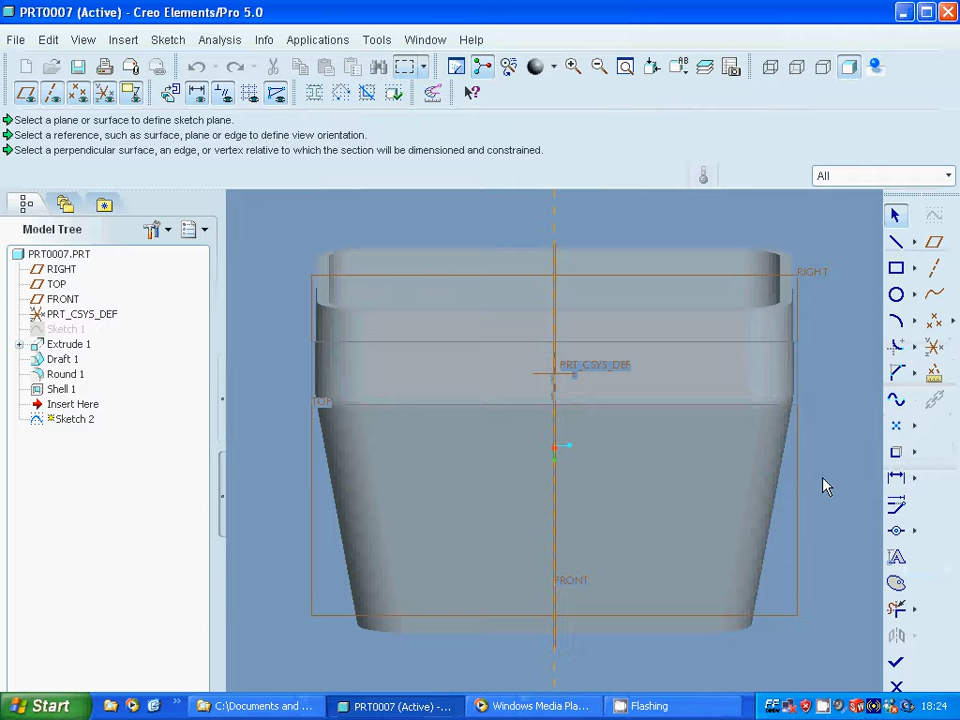 PRT0007 (Active) - Creo Elements/Pro 5.0
File Edit View Insert Sketch Analysis Info Applications Tools Window Help
Select a plane or surface to define sketch plane.
Select a reference, such as surface, plane or edge to define view orientation.
Select a perpendicular surface, an edge, or vertex relative to which the section will be dimensioned and constrained.
All
Model Tree
PRT0007.PRT
RIGHT
TOP
FRONT
PRT_CSYS_DEF
Sketch 1
Extrude 1
Draft 1
Round 1
Shell 1
Insert Here
Sketch 2
RIGHT
PRT_CSYS_DEF
TOP
FRONT
Start
C:\Documents and ...
PRT0007 (Active) -...
Windows Media Pla...
Flashing
18:24